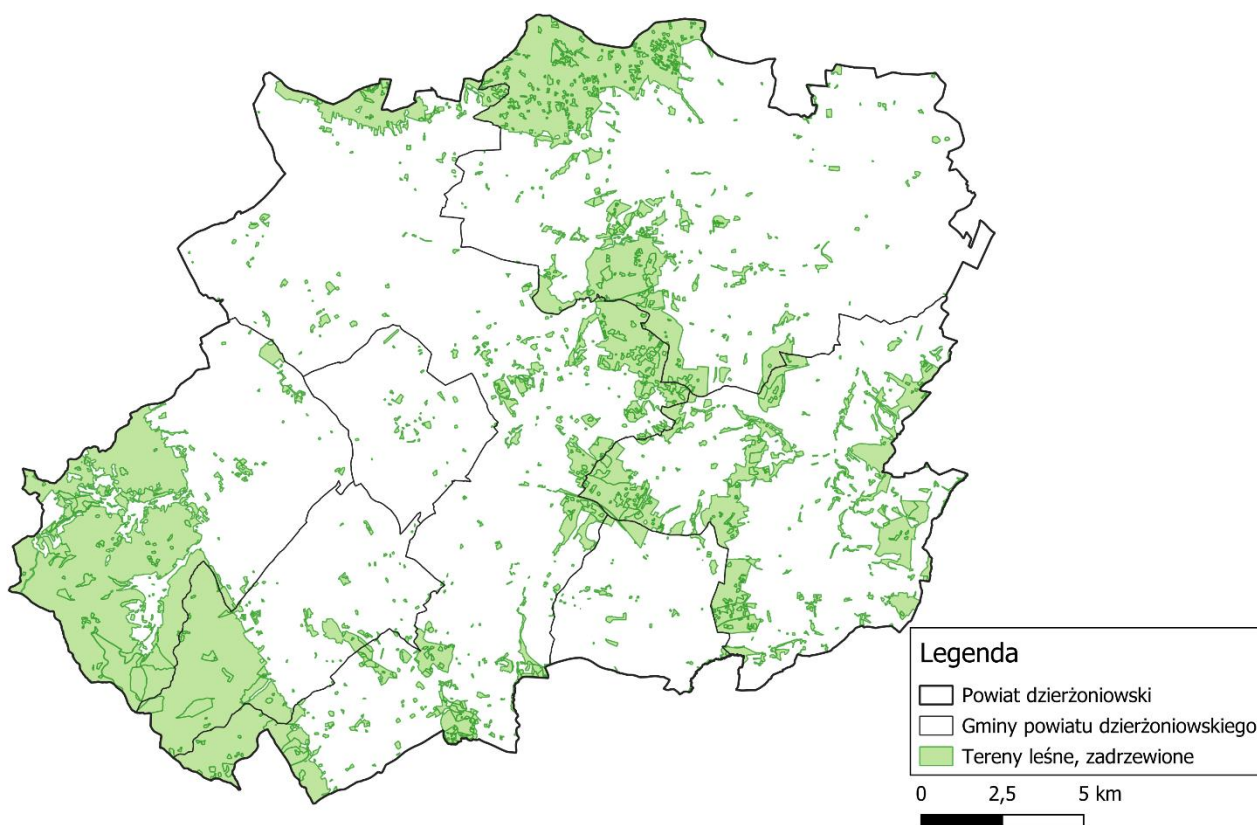 Legenda
Powiat dzierżoniowski
Gminy powiatu dzierżoniowskiego
Tereny leśne, zadrzewione
0 2,5 5 km